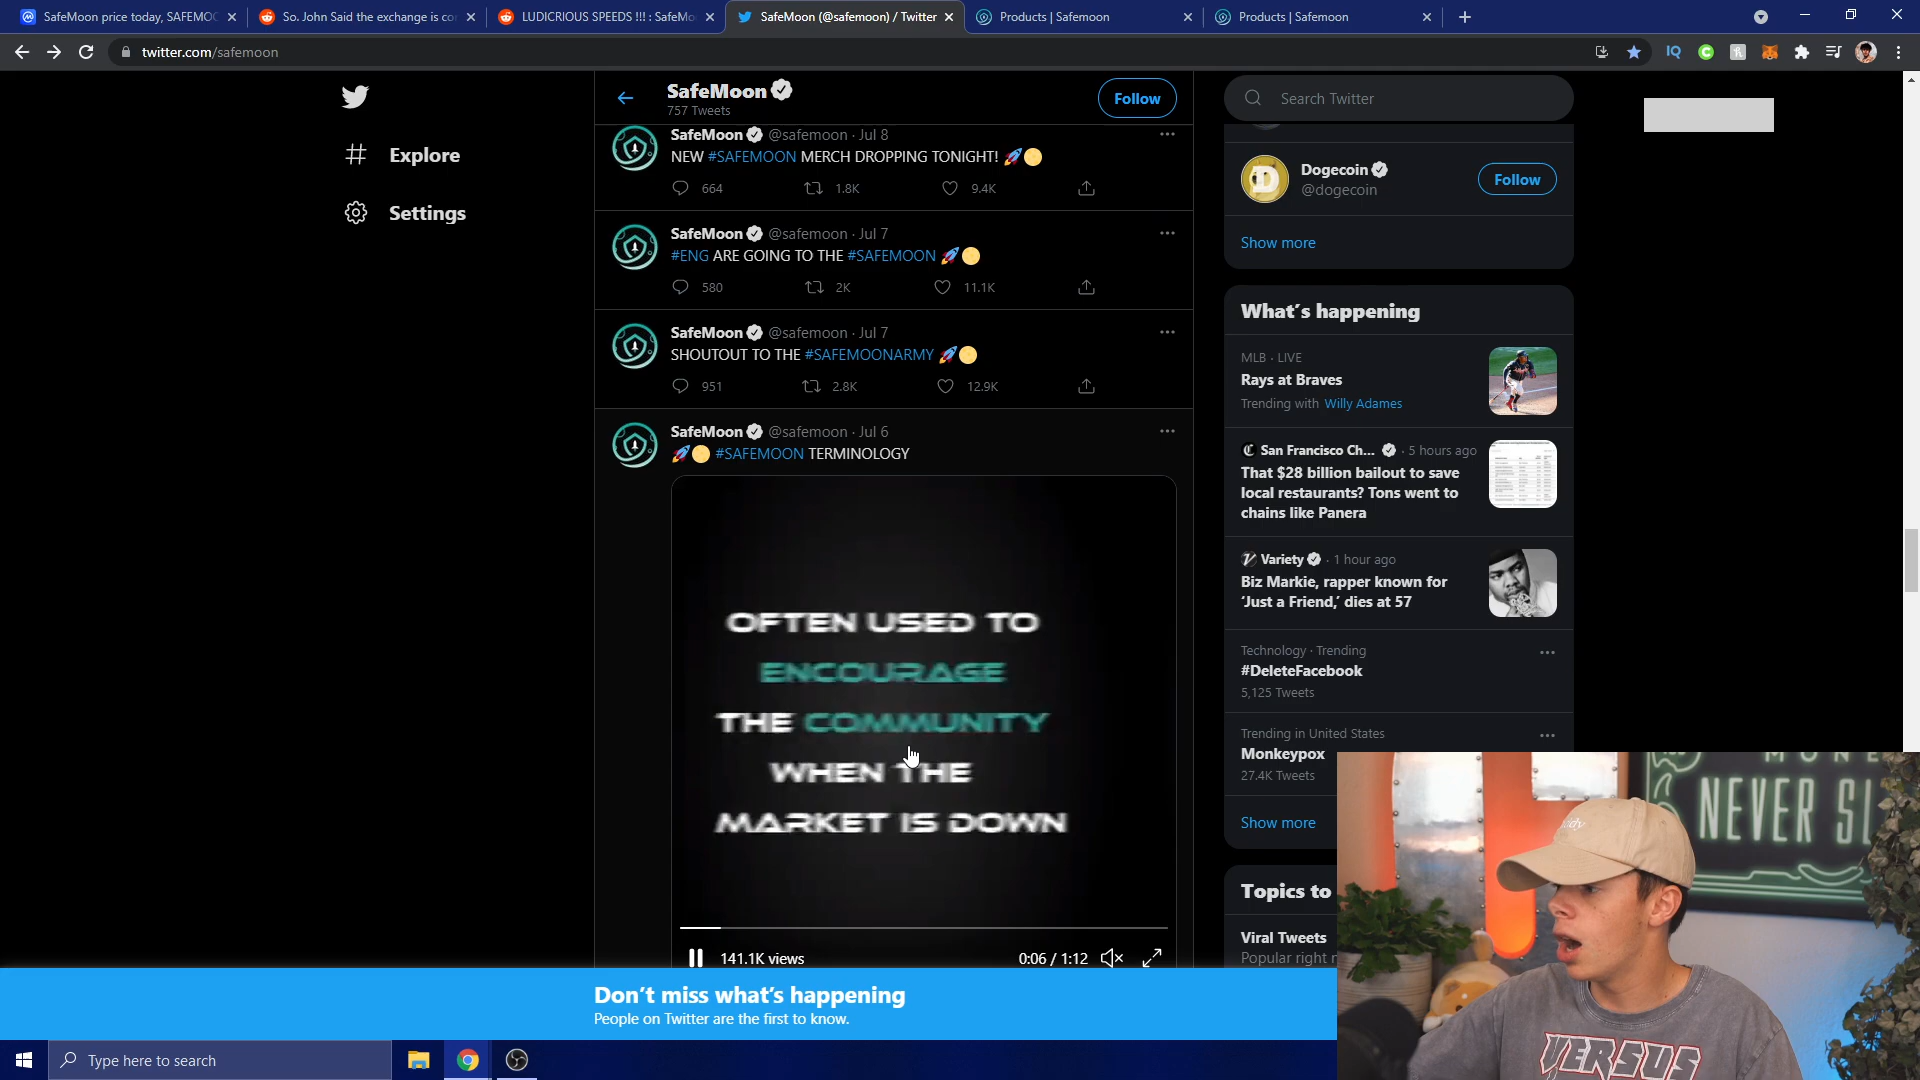 SafeMoon price today, SAFEMOC
So. John Said the exchange is co
LUDICRIOUS SPEEDS !!! : SafeMo
SafeMoon (@safemoon) / Twitter
Products | Safemoon
Products | Safemoon
twitter.com/safemoon
Explore
Settings
SafeMoon
757 Tweets
Follow
SafeMoon @safemoon · Jul 8
NEW #SAFEMOON MERCH DROPPING TONIGHT! 🚀🌕
664 1.8K 9.4K
SafeMoon @safemoon · Jul 7
#ENG ARE GOING TO THE #SAFEMOON 🚀🌕
580 2K 11.1K
SafeMoon @safemoon · Jul 7
SHOUTOUT TO THE #SAFEMOONARMY 🚀🌕
951 2.8K 12.9K
SafeMoon @safemoon · Jul 6
🚀🌕 #SAFEMOON TERMINOLOGY
OFTEN USED TO
ENCOURAGE
THE COMMUNITY
WHEN THE
MARKET IS DOWN
141.1K views
0:06 / 1:12
Search Twitter
Dogecoin
@dogecoin
Follow
Show more
What's happening
MLB · LIVE
Rays at Braves
Trending with Willy Adames
San Francisco Ch... · 5 hours ago
That $28 billion bailout to save
local restaurants? Tons went to
chains like Panera
Variety · 1 hour ago
Biz Markie, rapper known for
'Just a Friend,' dies at 57
Technology · Trending
#DeleteFacebook
5,125 Tweets
Trending in United States
Monkeypox
27.4K Tweets
Show more
Topics to
Viral Tweets
Popular right
NEVER SL
VERSUS
Don't miss what's happening
People on Twitter are the first to know.
Type here to search